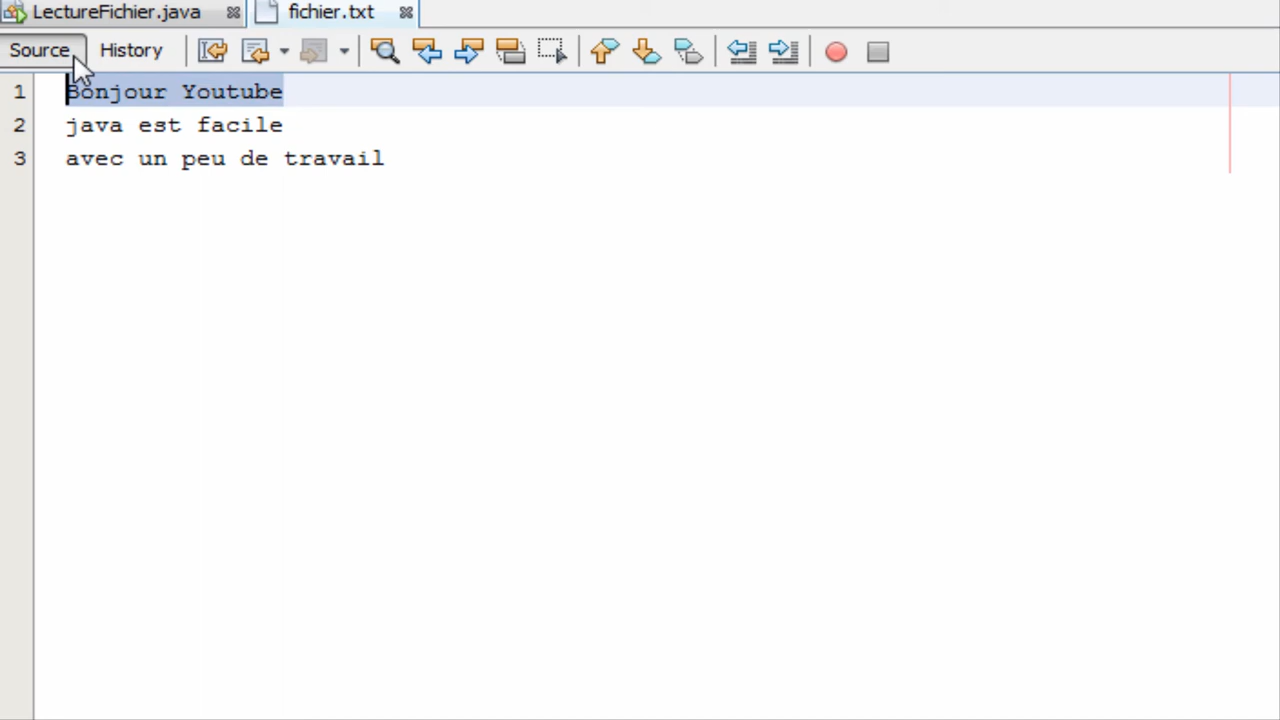 LectureFichier.java fichier.txt
Source History
1 Bonjour Youtube
2 java est facile
3 avec un peu de travail